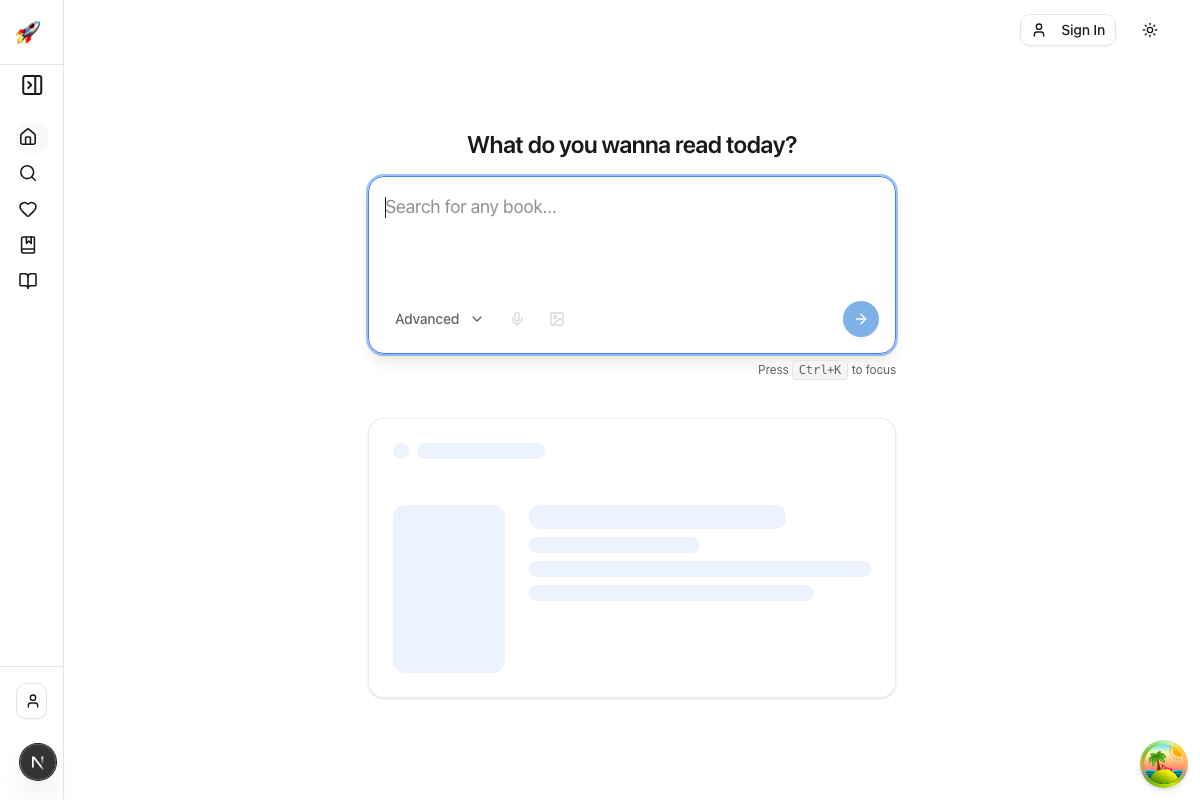 Sign In
What do you wanna read today?
Search for any book...
Advanced
Press Ctrl+K to focus
N